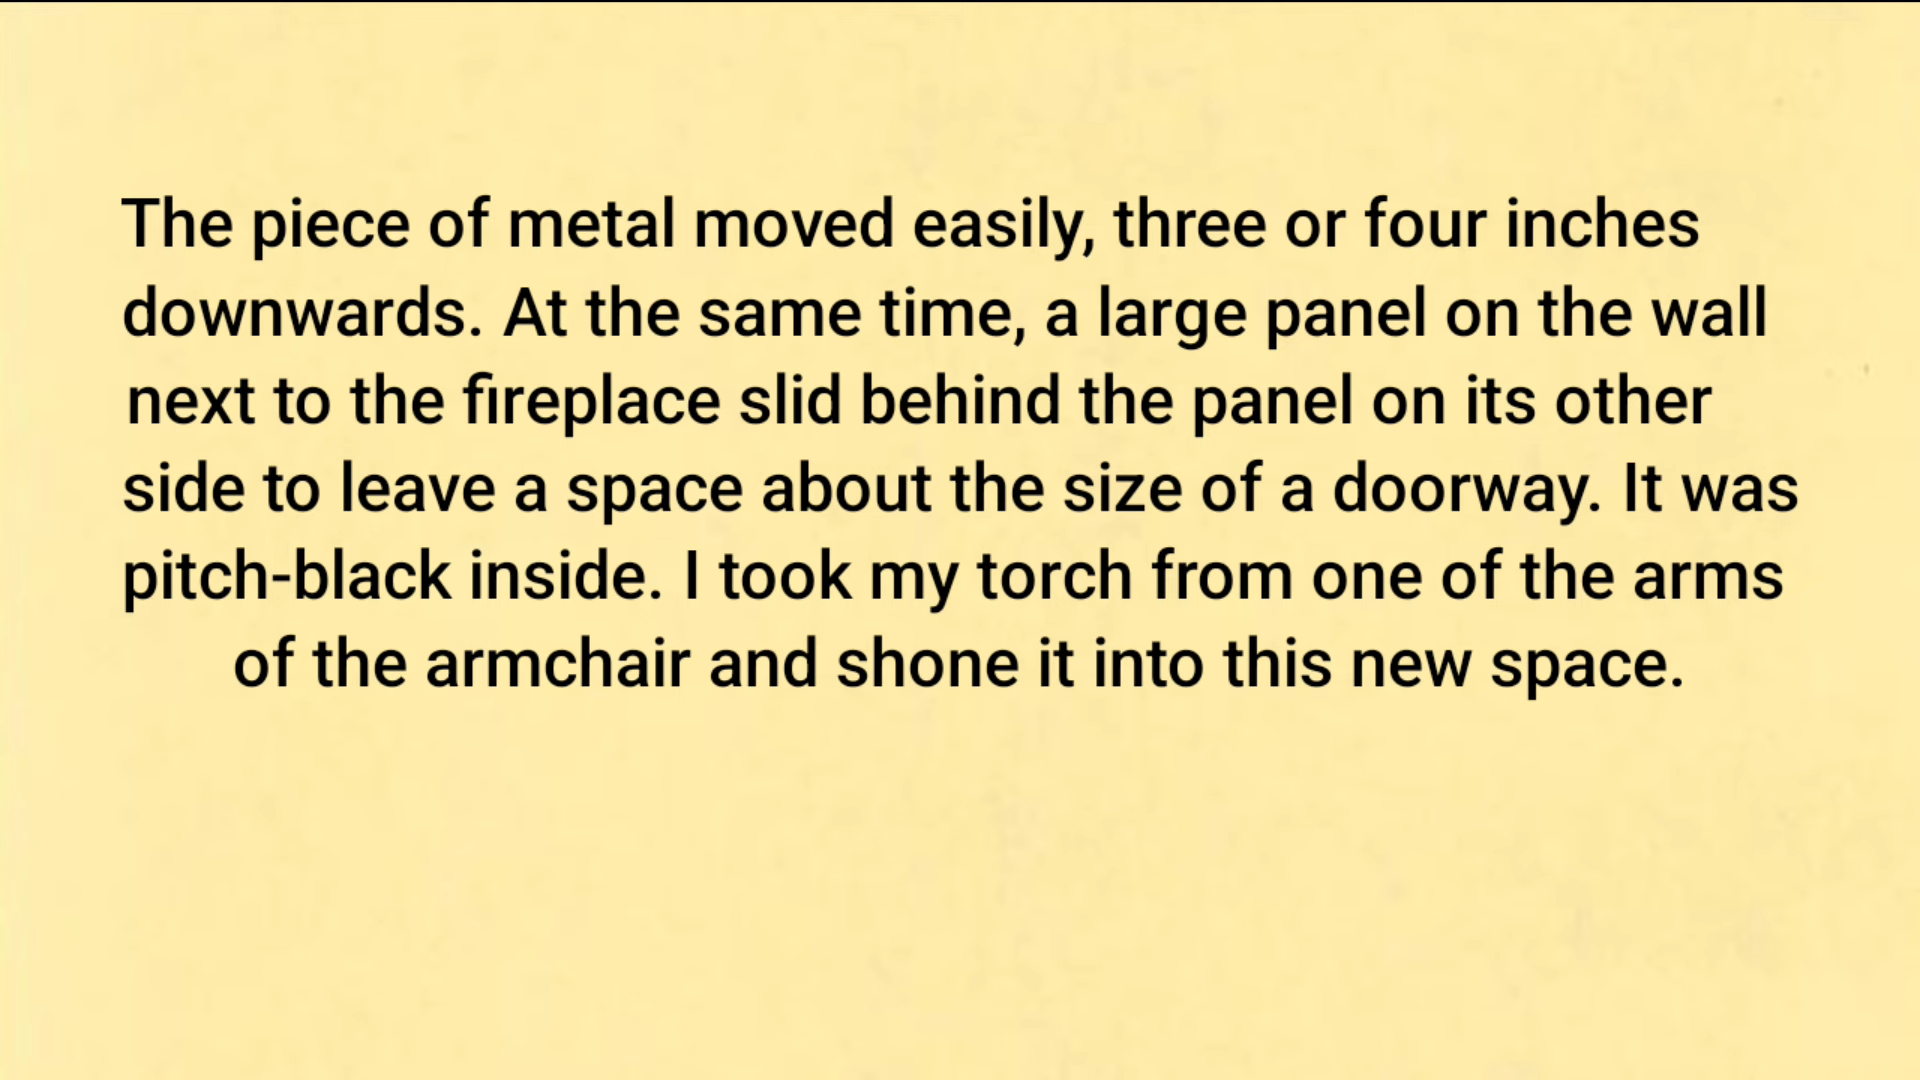 The piece of metal moved easily, three or four inches
downwards. At the same time, a large panel on the wall
next to the fireplace slid behind the panel on its other
side to leave a space about the size of a doorway. It was
pitch-black inside. I took my torch from one of the arms
of the armchair and shone it into this new space.